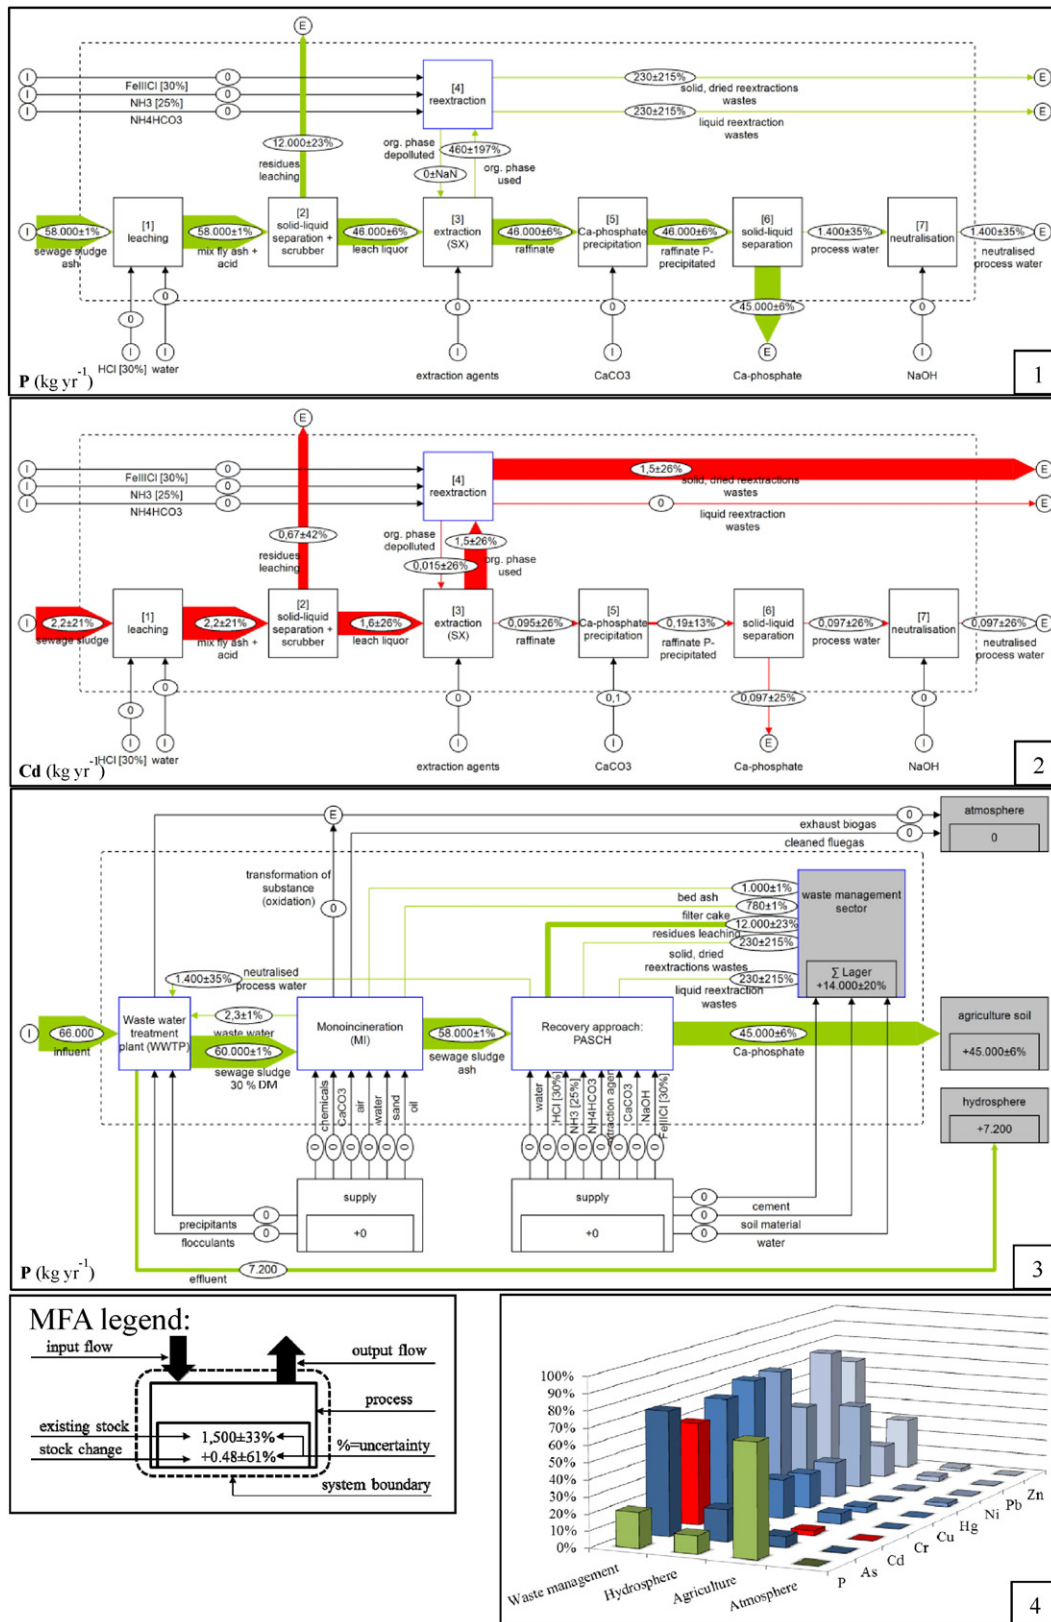 E
I 0 230±215% E
FeIIICl [30%] solid, dried reextractions wastes
[4] reextraction
I 0 230±215% E
NH3 [25%] liquid reextraction wastes
I 0
NH4HCO3
12.000±23%
residues leaching
org. phase depolluted
460±197%
0±NaN
org. phase used
I 58.000±1%
sewage sludge ash
[1] leaching
58.000±1%
mix fly ash + acid
[2] solid-liquid separation + scrubber
46.000±6%
leach liquor
[3] extraction (SX)
46.000±6%
raffinate
[5] Ca-phosphate precipitation
46.000±6%
raffinate P-precipitated
[6] solid-liquid separation
1.400±35%
process water
[7] neutralisation
1.400±35% E
neutralised process water
0 0 0 0 45.000±6% 0
I I I I E I
HCl [30%] water extraction agents CaCO3 Ca-phosphate NaOH
P (kg yr-1)
1
E
I 0 1,5±26% E
FeIIICl [30%] solid, dried reextractions wastes
[4] reextraction
I 0 0 E
NH3 [25%] liquid reextraction wastes
I 0
NH4HCO3
0,67±42%
residues leaching
org. phase depolluted
1,5±26%
0,015±26%
org. phase used
I 2,2±21%
sewage sludge
[1] leaching
2,2±21%
mix fly ash + acid
[2] solid-liquid separation + scrubber
1,6±26%
leach liquor
[3] extraction (SX)
0,095±26%
raffinate
[5] Ca-phosphate precipitation
0,19±13%
raffinate P-precipitated
[6] solid-liquid separation
0,097±26%
process water
[7] neutralisation
0,097±26% E
neutralised process water
0 0 0 0,1 0,097±25% 0
I I I I E I
HCl [30%] water extraction agents CaCO3 Ca-phosphate NaOH
Cd (kg yr-1)
2
E
0
exhaust biogas
0
cleaned fluegas
atmosphere
0
transformation of substance (oxidation)
0
1.000±1%
bed ash
780±1%
filter cake
12.000±23%
residues leaching
230±215%
solid, dried reextractions wastes
230±215%
liquid reextraction wastes
waste management sector
∑ Lager
+14.000±20%
1.400±35%
neutralised process water
I 66.000
influent
Waste water treatment plant (WWTP)
2,3±1%
waste water
60.000±1%
sewage sludge 30 % DM
Monoincineration (MI)
58.000±1%
sewage sludge ash
Recovery approach: PASCH
45.000±6%
Ca-phosphate
agriculture soil
+45.000±6%
hydrosphere
+7.200
chemicals
CaCO3
air
water
sand
oil
0 0 0 0 0 0
water
HCl [30%]
NH3 [25%]
NH4HCO3
extraction agen
CaCO3
NaOH
FeIIICl [30%]
0 0 0 0 0 0 0 0
supply
+0
supply
+0
0
precipitants
0
flocculants
0
cement
0
soil material
0
water
7.200
effluent
P (kg yr-1)
3
MFA legend:
input flow
output flow
process
existing stock
1,500±33%
stock change
+0.48±61%
%=uncertainty
system boundary
100%
90%
80%
70%
60%
50%
40%
30%
20%
10%
0%
Waste management
Hydrosphere
Agriculture
Atmosphere
P
As
Cd
Cr
Cu
Hg
Ni
Pb
Zn
4